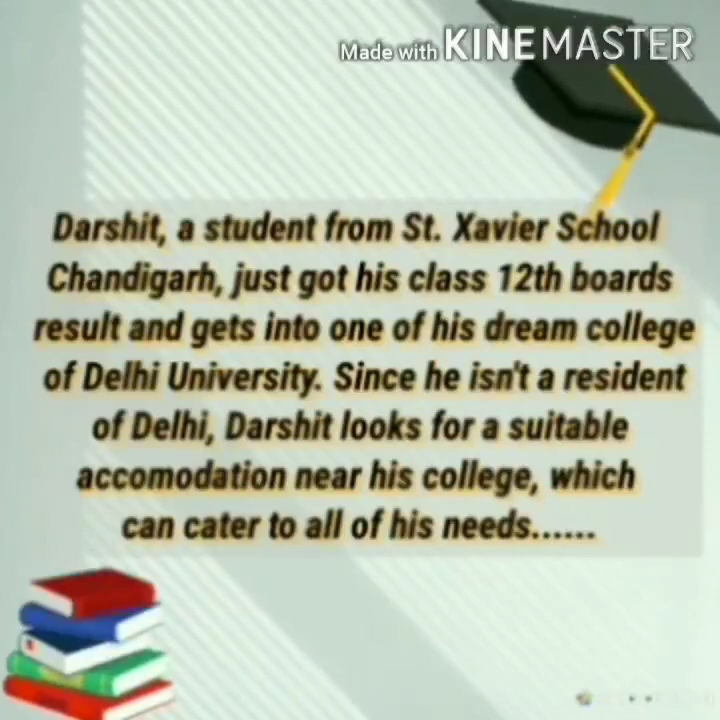 Made with KINEMASTER
Darshit, a student from St. Xavier School
Chandigarh, just got his class 12th boards
result and gets into one of his dream college
of Delhi University. Since he isn't a resident
of Delhi, Darshit looks for a suitable
accomodation near his college, which
can cater to all of his needs......